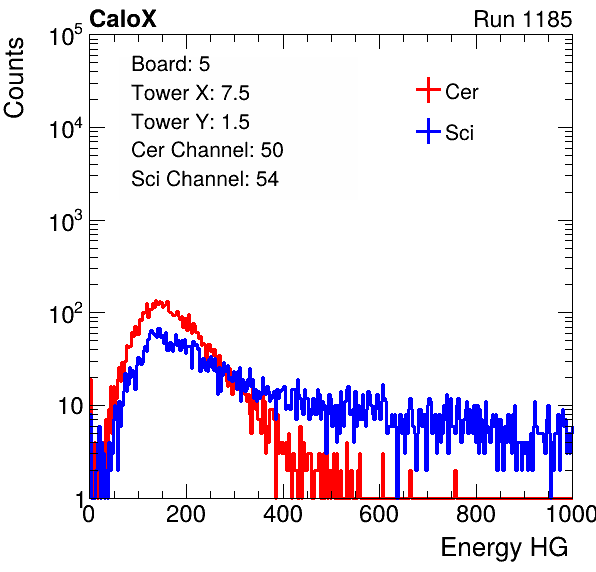 CaloX Run 1185
Counts
Board: 5
Tower X: 7.5
Tower Y: 1.5
Cer Channel: 50
Sci Channel: 54
Cer
Sci
10^5
10^4
10^3
10^2
10
1
0 200 400 600 800 1000
Energy HG